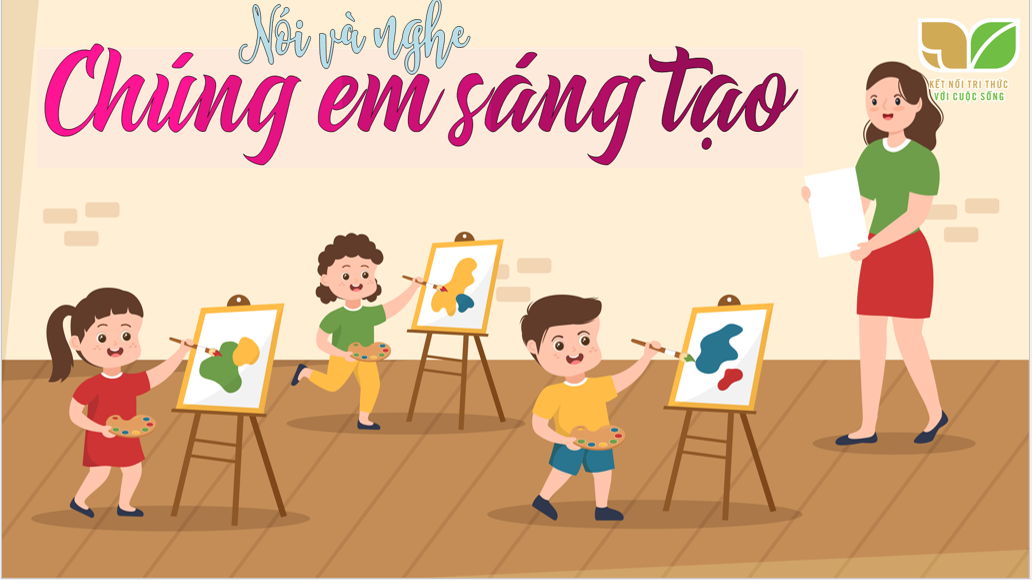 Nói và nghe
Chúng em sáng tạo
KẾT NỐI TRI THỨC
VỚI CUỘC SỐNG